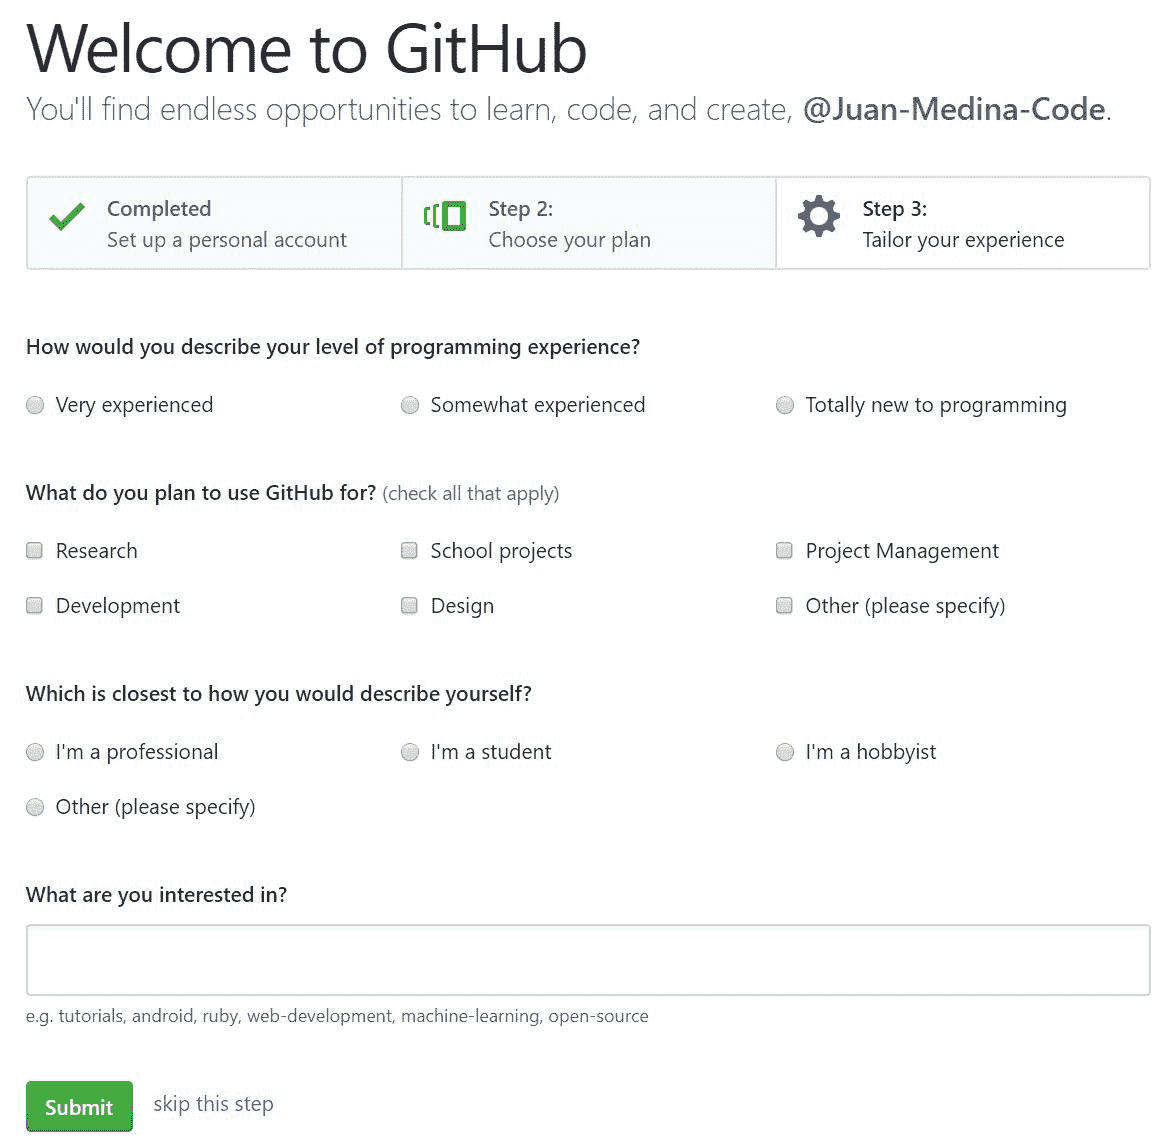 Welcome to GitHub
You'll find endless opportunities to learn, code, and create, @Juan-Medina-Code.
Completed
Set up a personal account
Step 2:
Choose your plan
Step 3:
Tailor your experience
How would you describe your level of programming experience?
Very experienced
Somewhat experienced
Totally new to programming
What do you plan to use GitHub for? (check all that apply)
Research
School projects
Project Management
Development
Design
Other (please specify)
Which is closest to how you would describe yourself?
I'm a professional
I'm a student
I'm a hobbyist
Other (please specify)
What are you interested in?
e.g. tutorials, android, ruby, web-development, machine-learning, open-source
Submit
skip this step